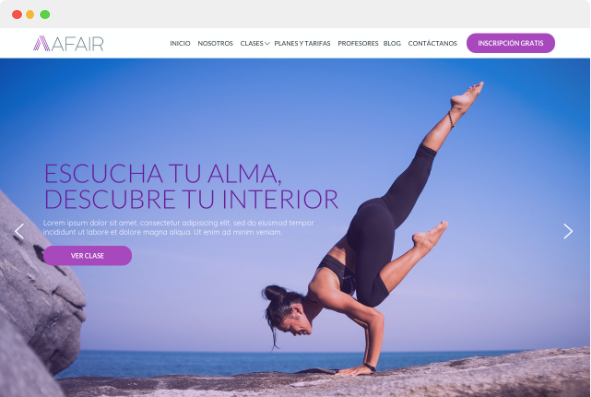 AFAIR
INICIO NOSOTROS CLASES PLANES Y TARIFAS PROFESORES BLOG CONTÁCTANOS INSCRIPCIÓN GRATIS
ESCUCHA TU ALMA,
DESCUBRE TU INTERIOR
Lorem ipsum dolor sit amet, consectetur adipisicing elit, sed do eiusmod tempor
incididunt ut labore et dolore magna aliqua. Ut enim ad minim veniam.
VER CLASE